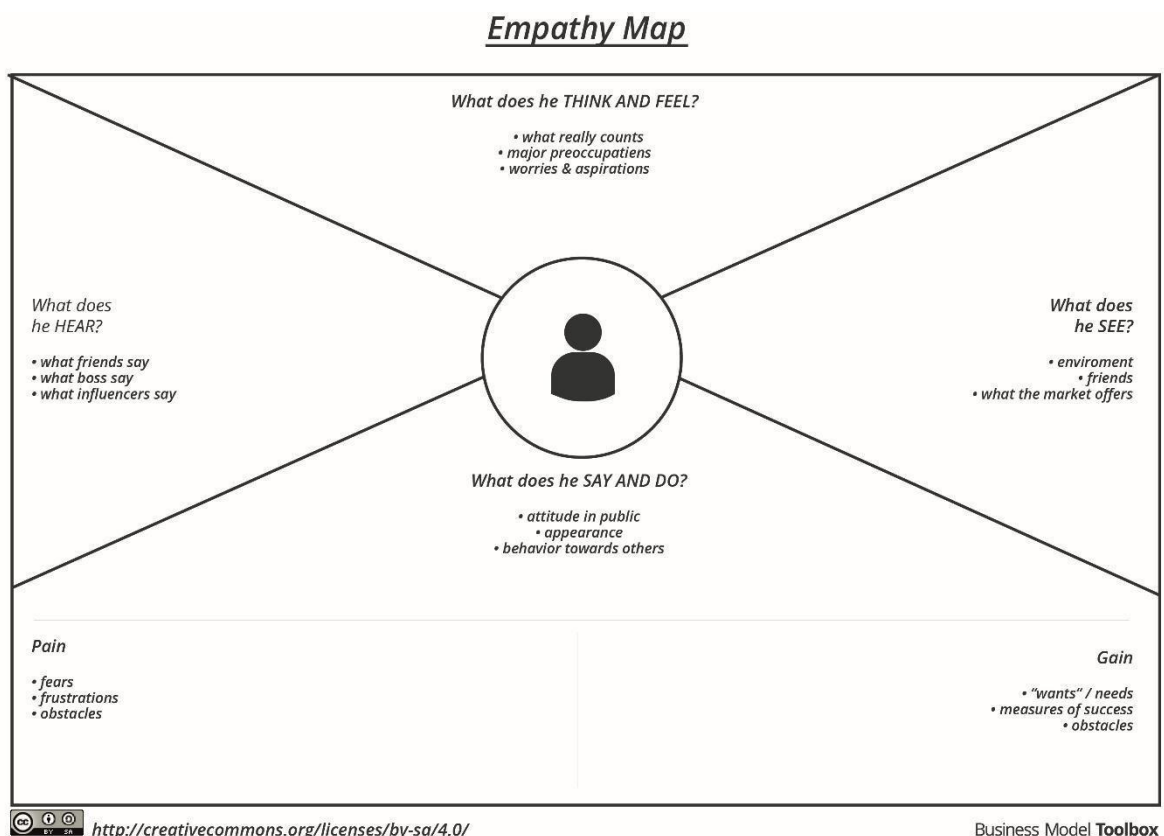 Empathy Map
What does he THINK AND FEEL?
• what really counts
• major preoccupatiens
• worries & aspirations
What does
he HEAR?
• what friends say
• what boss say
• what influencers say
What does
he SEE?
• enviroment
• friends
• what the market offers
What does he SAY AND DO?
• attitude in public
• appearance
• behavior towards others
Pain
• fears
• frustrations
• obstacles
Gain
• “wants” / needs
• measures of success
• obstacles
cc BY SA http://creativecommons.org/licenses/by-sa/4.0/
Business Model Toolbox